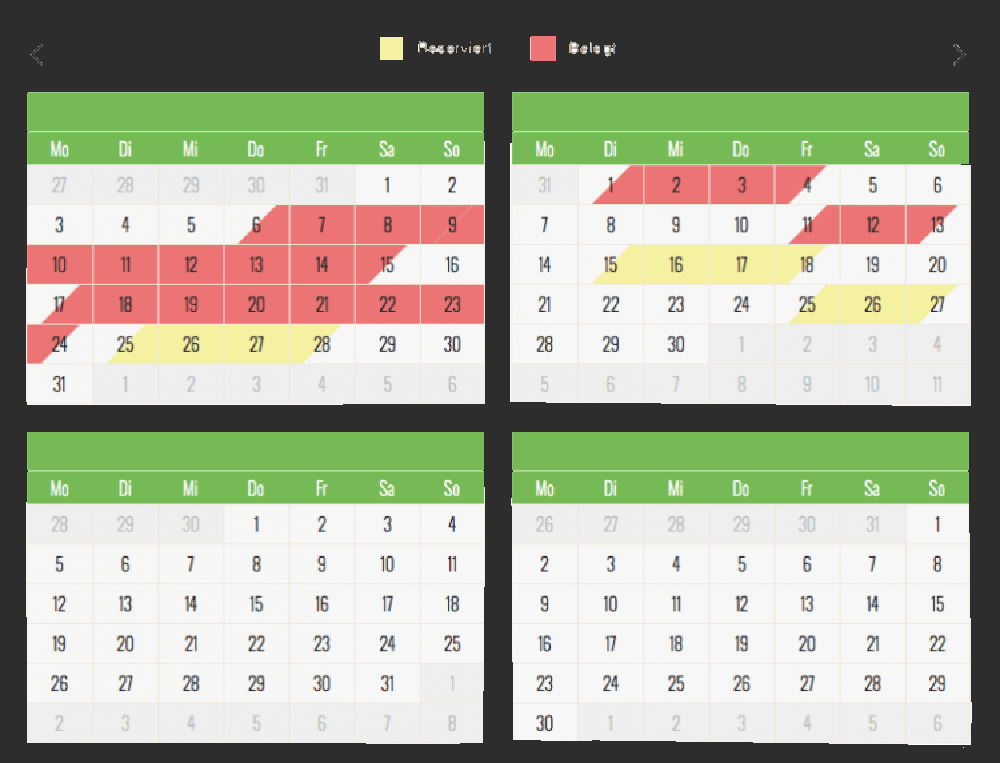 Reserviert Belegt
Mo Di Mi Do Fr Sa So
27 28 29 30 31 1 2
3 4 5 6 7 8 9
10 11 12 13 14 15 16
17 18 19 20 21 22 23
24 25 26 27 28 29 30
31 1 2 3 4 5 6
Mo Di Mi Do Fr Sa So
31 1 2 3 4 5 6
7 8 9 10 11 12 13
14 15 16 17 18 19 20
21 22 23 24 25 26 27
28 29 30 1 2 3 4
5 6 7 8 9 10 11
Mo Di Mi Do Fr Sa So
28 29 30 1 2 3 4
5 6 7 8 9 10 11
12 13 14 15 16 17 18
19 20 21 22 23 24 25
26 27 28 29 30 31 1
2 3 4 5 6 7 8
Mo Di Mi Do Fr Sa So
26 27 28 29 30 31 1
2 3 4 5 6 7 8
9 10 11 12 13 14 15
16 17 18 19 20 21 22
23 24 25 26 27 28 29
30 1 2 3 4 5 6